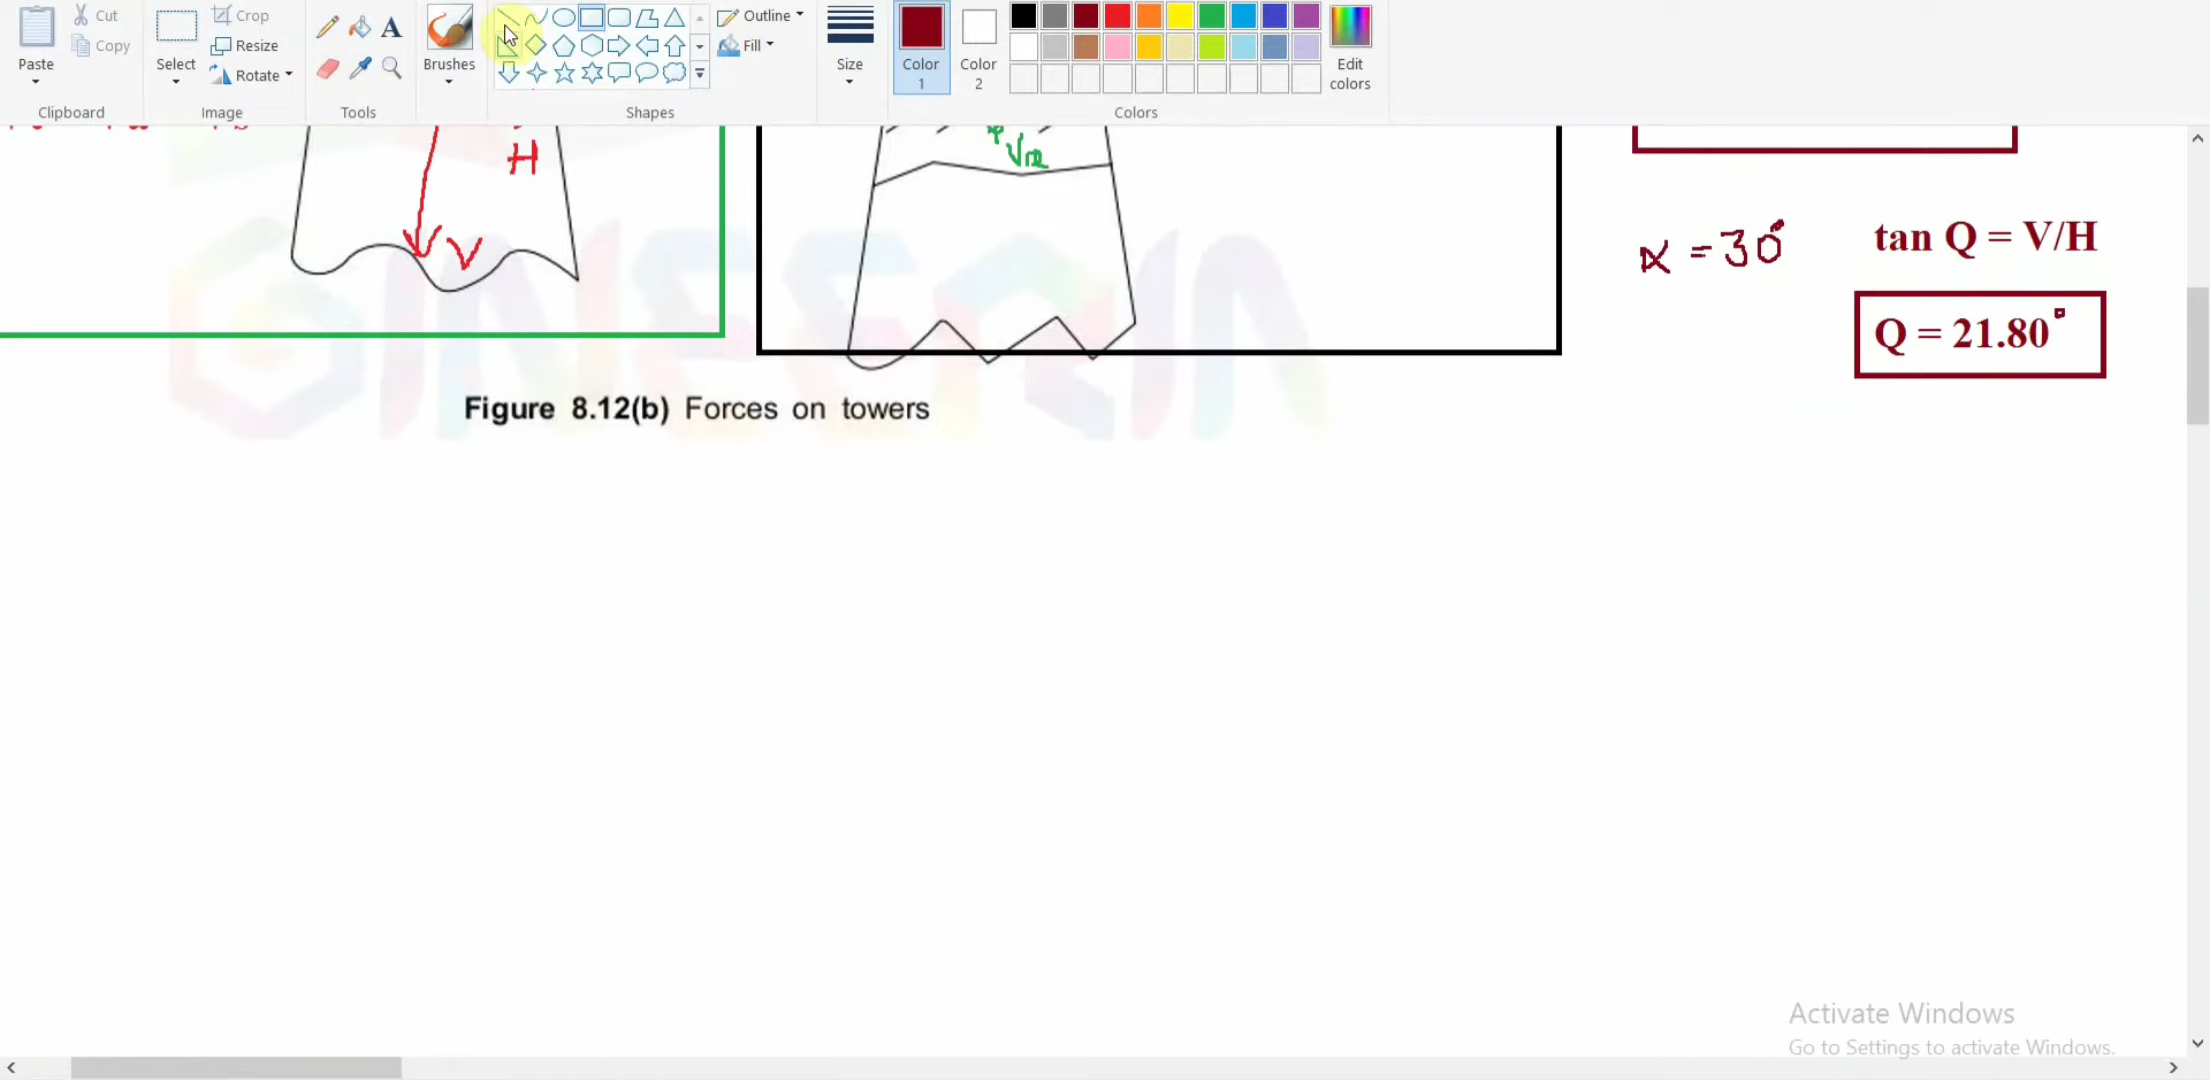 Paste
Cut
Copy
Clipboard
Select
Crop
Resize
Rotate
Image
Tools
Brushes
Outline
Fill
Shapes
Size
Color
1
Color
2
Edit
colors
Colors
H
V
α = 30°
tan Q = V/H
Q = 21.80°
Figure 8.12(b) Forces on towers
Activate Windows
Go to Settings to activate Windows.